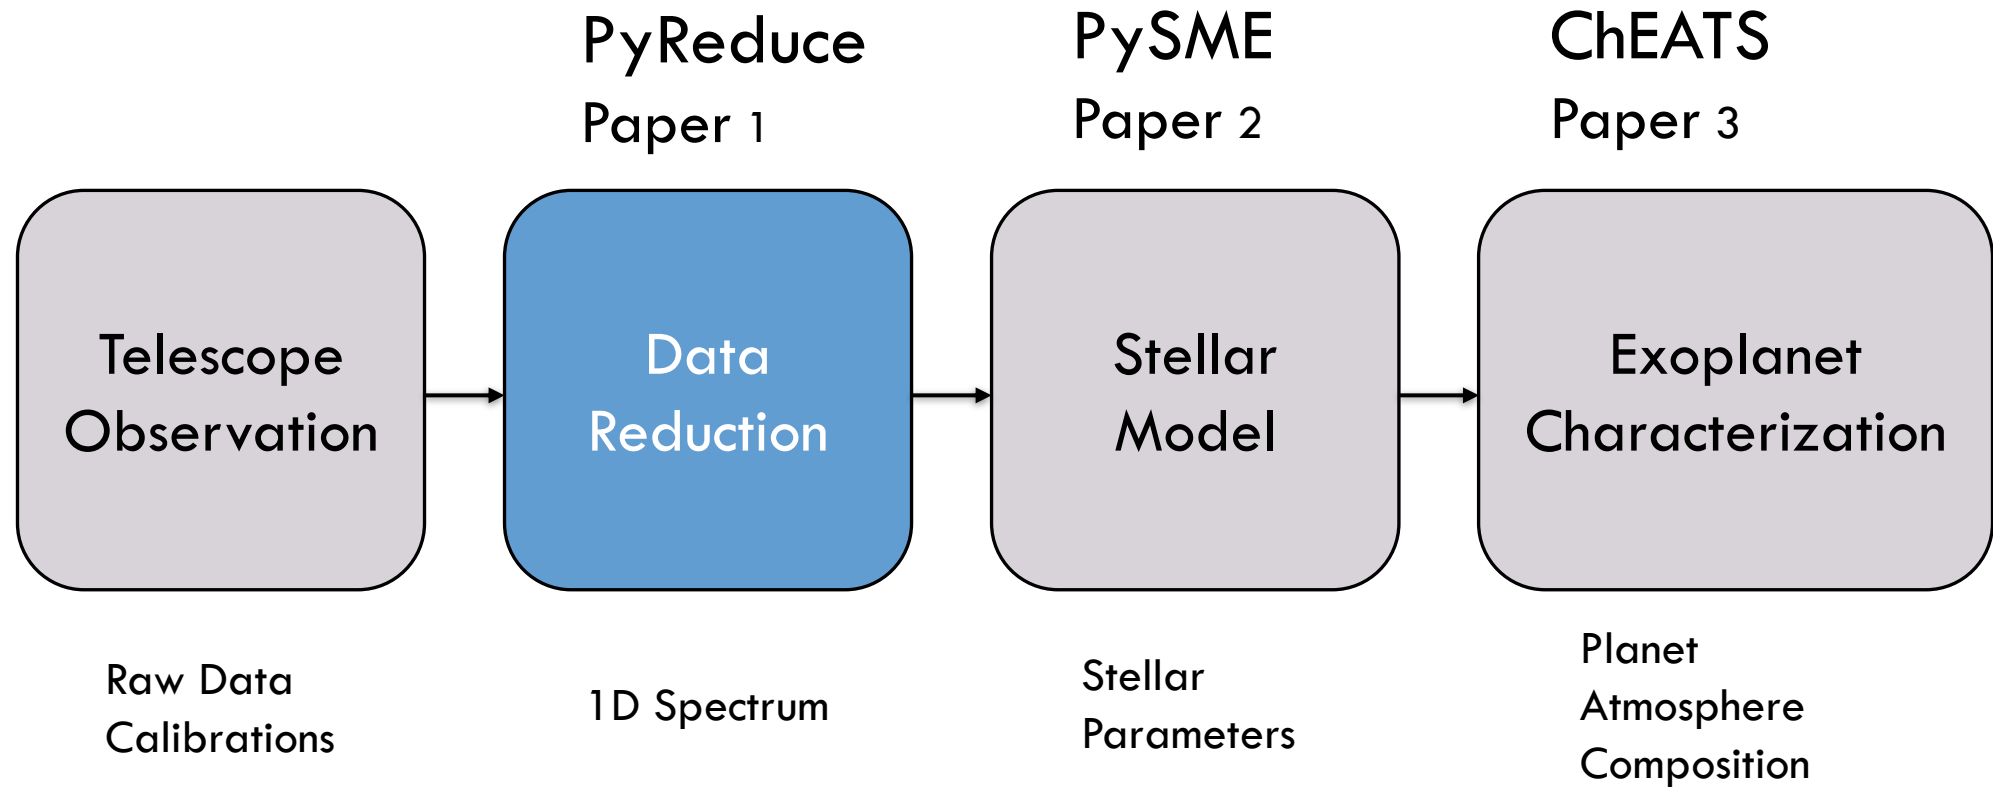 PyReduce
Paper 1
PySME
Paper 2
ChEATS
Paper 3
Telescope
Observation
Data
Reduction
Stellar
Model
Exoplanet
Characterization
Raw Data
Calibrations
1D Spectrum
Stellar
Parameters
Planet
Atmosphere
Composition